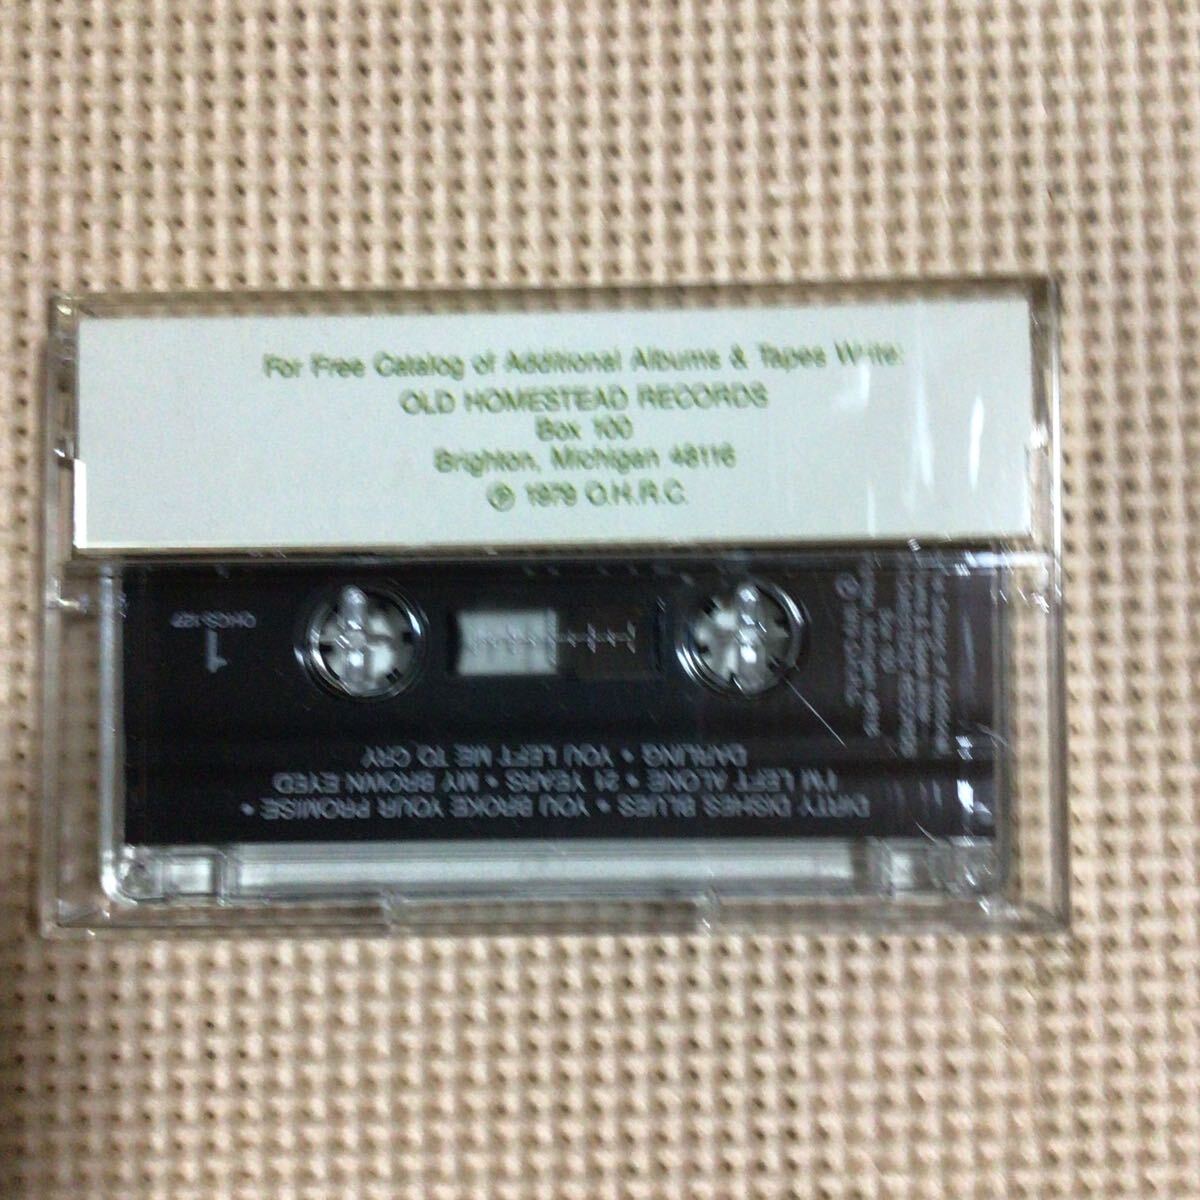 For Free Catalog of Additional Albums & Tapes Write:
OLD HOMESTEAD RECORDS
Box 100
Brighton, Michigan 48116
℗ 1979 O.H.R.C.
1
OHCS-127
DIRTY DISHES BLUES • YOU BROKE YOUR PROMISE •
I'M LEFT ALONE • 21 YEARS • MY BROWN EYED
DARLING • YOU LEFT ME TO CRY